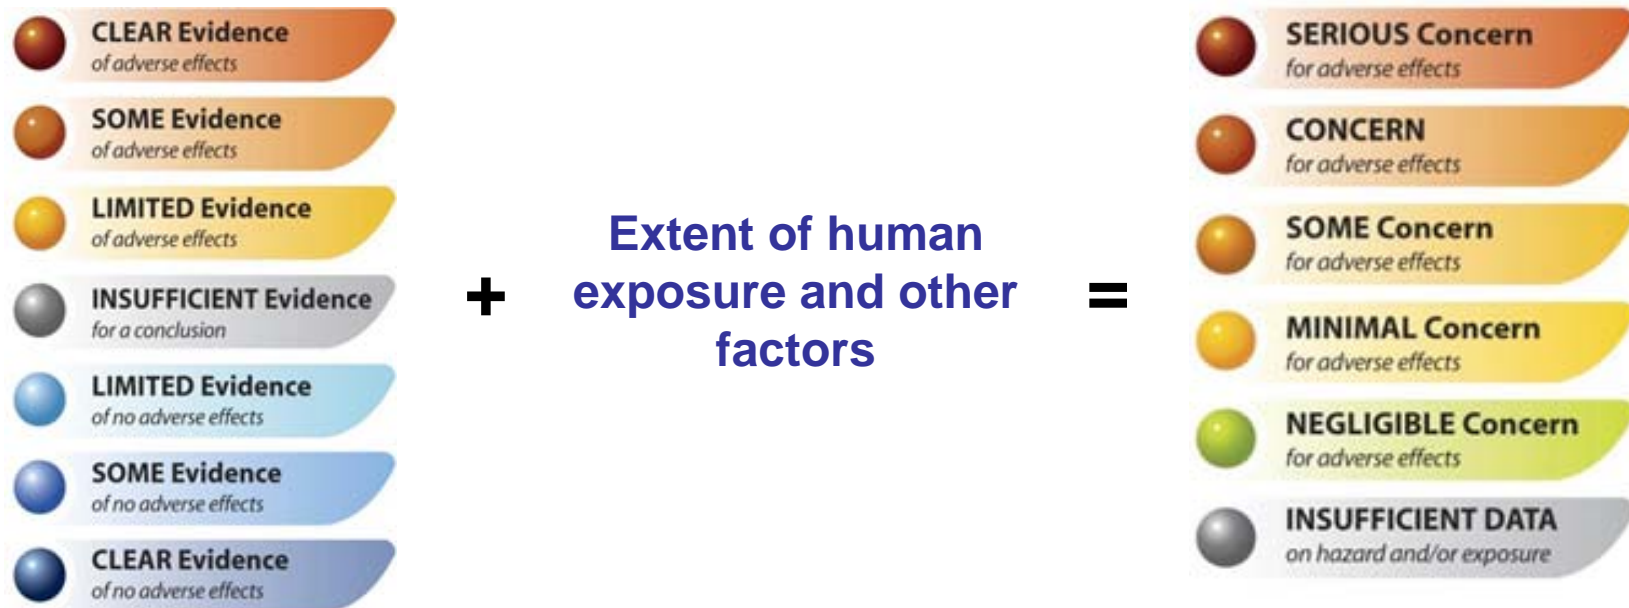 CLEAR Evidence
of adverse effects
SOME Evidence
of adverse effects
LIMITED Evidence
of adverse effects
INSUFFICIENT Evidence
for a conclusion
LIMITED Evidence
of no adverse effects
SOME Evidence
of no adverse effects
CLEAR Evidence
of no adverse effects
+
Extent of human
exposure and other
factors
=
SERIOUS Concern
for adverse effects
CONCERN
for adverse effects
SOME Concern
for adverse effects
MINIMAL Concern
for adverse effects
NEGLIGIBLE Concern
for adverse effects
INSUFFICIENT DATA
on hazard and/or exposure